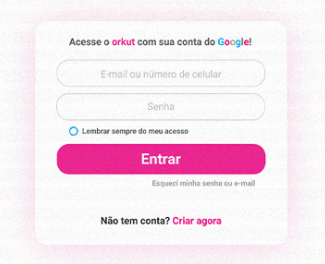 Acesse o orkut com sua conta do Google!
E-mail ou número de celular
Senha
Lembrar sempre do meu acesso
Entrar
Esqueci minha senha ou e-mail
Não tem conta? Criar agora